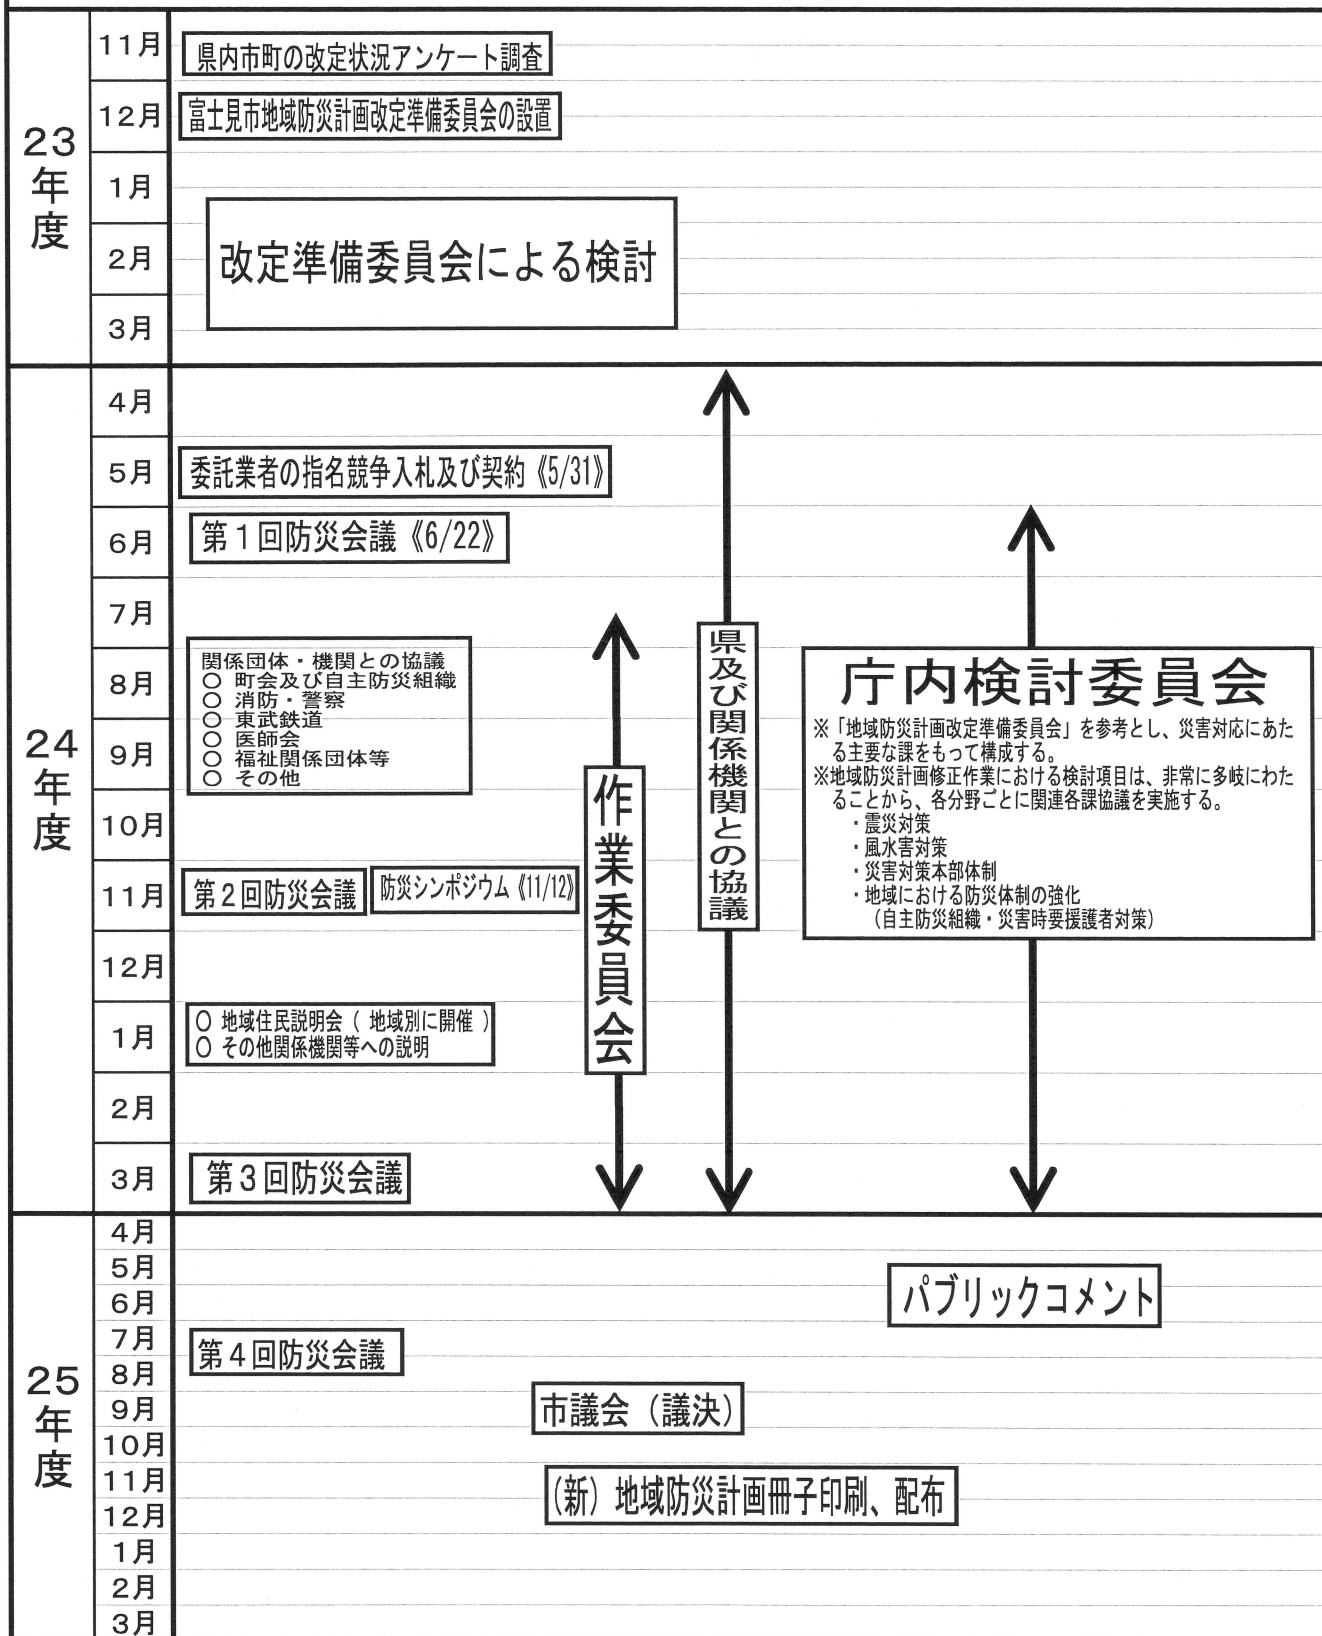 23年度
11月
県内市町の改定状況アンケート調査
12月
富士見市地域防災計画改定準備委員会の設置
1月
2月
改定準備委員会による検討
3月
24年度
4月
5月
委託業者の指名競争入札及び契約《5/31》
6月
第1回防災会議《6/22》
7月
8月
関係団体・機関との協議
○ 町会及び自主防災組織
○ 消防・警察
○ 東武鉄道
○ 医師会
○ 福祉関係団体等
○ その他
9月
10月
11月
第2回防災会議
防災シンポジウム《11/12》
12月
1月
○ 地域住民説明会（ 地域別に開催 ）
○ その他関係機関等への説明
2月
3月
第3回防災会議
作業委員会
県及び関係機関との協議
庁内検討委員会
※「地域防災計画改定準備委員会」を参考とし、災害対応にあた
る主要な課をもって構成する。
※地域防災計画修正作業における検討項目は、非常に多岐にわた
ることから、各分野ごとに関連各課協議を実施する。
・震災対策
・風水害対策
・災害対策本部体制
・地域における防災体制の強化
（自主防災組織・災害時要援護者対策）
25年度
4月
5月
6月
パブリックコメント
7月
第4回防災会議
8月
9月
市議会（議決）
10月
11月
12月
(新）地域防災計画冊子印刷、配布
1月
2月
3月